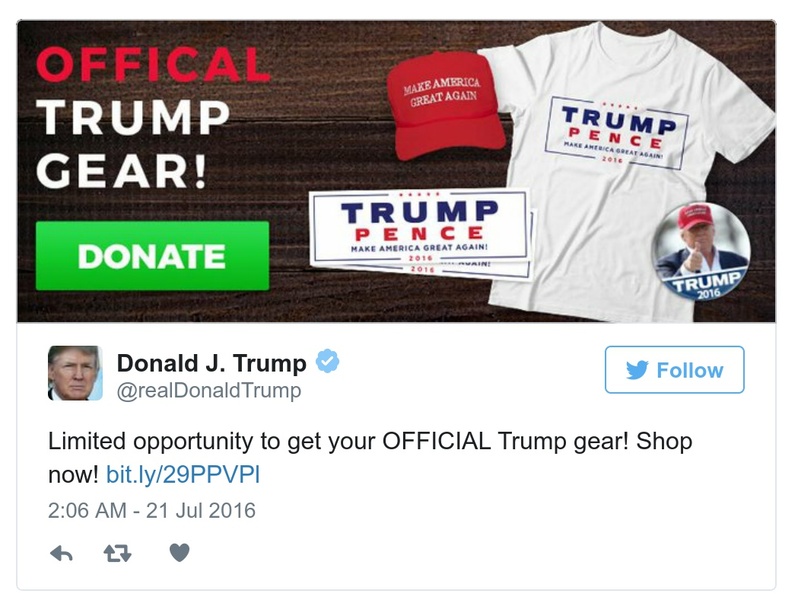 OFFICAL
TRUMP
GEAR!
DONATE
MAKE AMERICA
GREAT AGAIN
TRUMP
PENCE
MAKE AMERICA GREAT AGAIN!
2016
TRUMP
PENCE
MAKE AMERICA GREAT AGAIN!
2016
AGAIN!
2016
TRUMP
2016
Donald J. Trump
@realDonaldTrump
Follow
Limited opportunity to get your OFFICIAL Trump gear! Shop
now! bit.ly/29PPVPl
2:06 AM - 21 Jul 2016